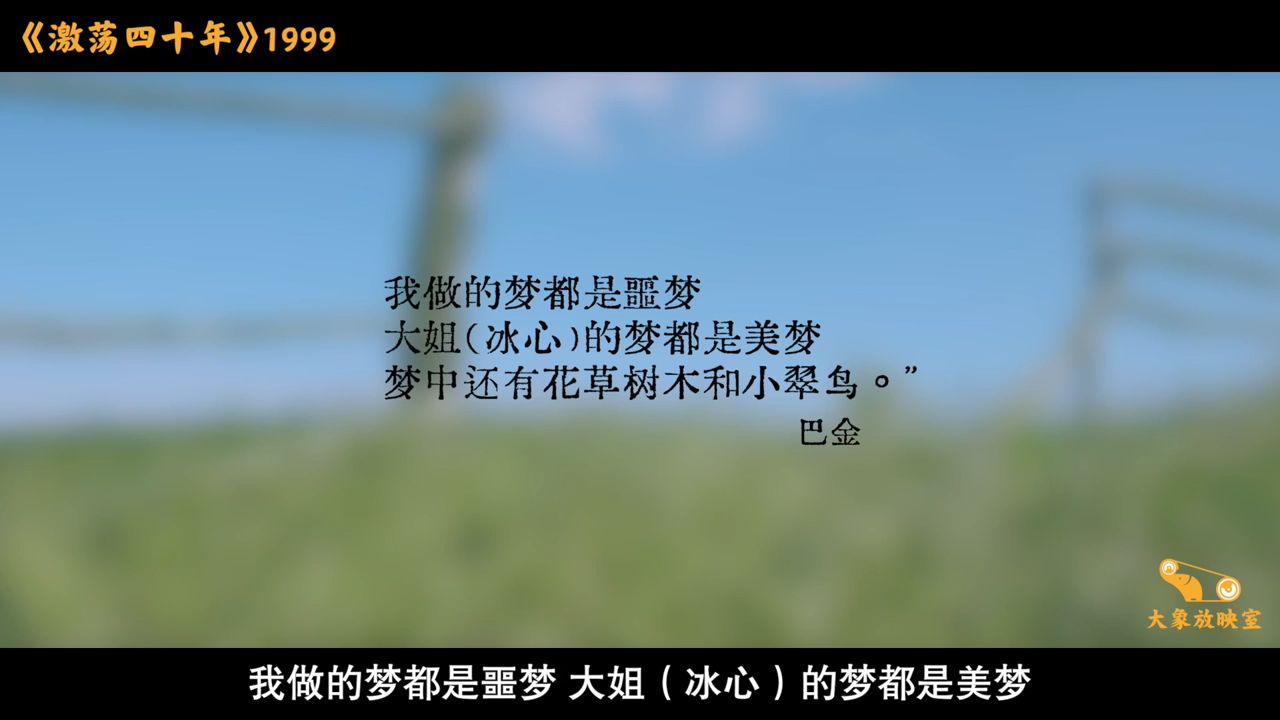 《激荡四十年》1999
我做的梦都是噩梦
大姐(冰心)的梦都是美梦
梦中还有花草树木和小翠鸟。”
巴金
大象放映室
我做的梦都是噩梦 大姐（冰心）的梦都是美梦